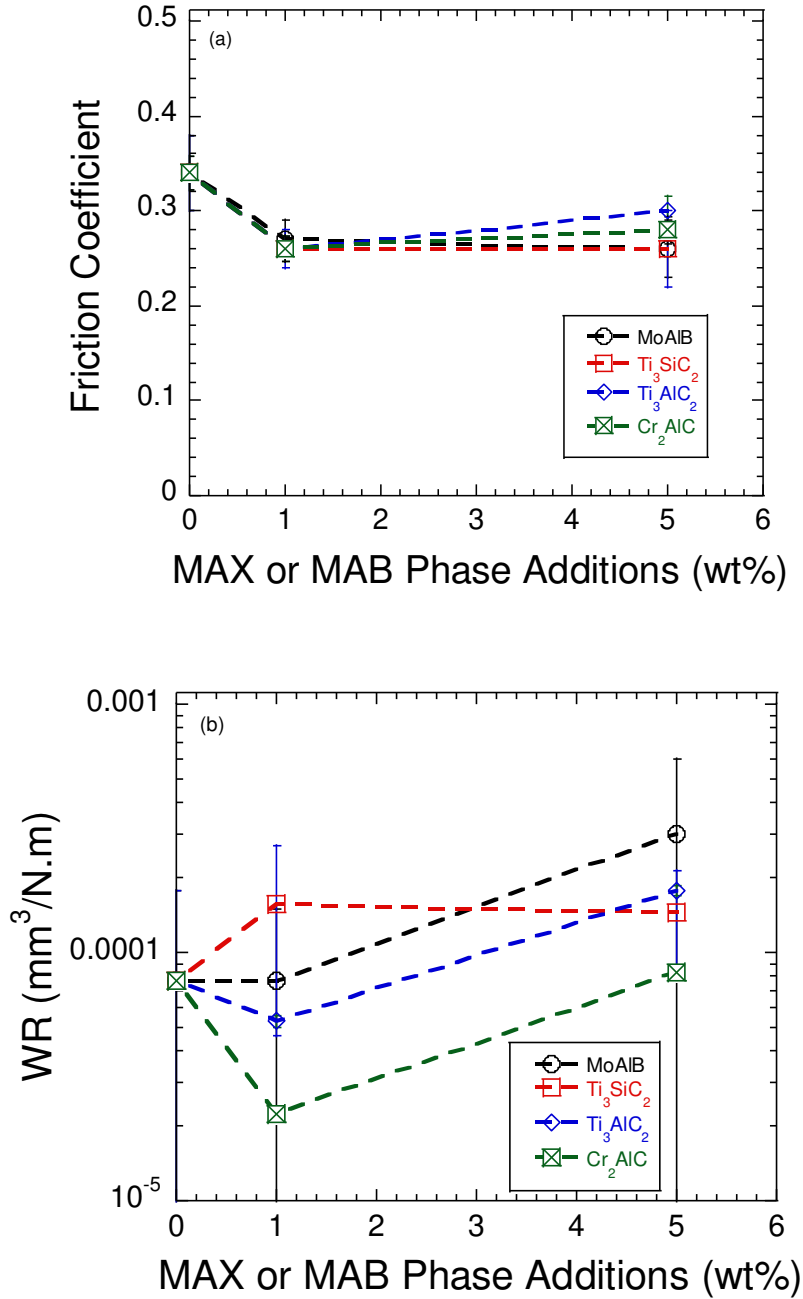 (a)
Friction Coefficient
0.5
0.4
0.3
0.2
0.1
0
0 1 2 3 4 5 6
MoAlB
Ti3SiC2
Ti3AlC2
Cr2AlC
MAX or MAB Phase Additions (wt%)
(b)
WR (mm3/N.m)
0.001
0.0001
10-5
0 1 2 3 4 5 6
MoAlB
Ti3SiC2
Ti3AlC2
Cr2AlC
MAX or MAB Phase Additions (wt%)